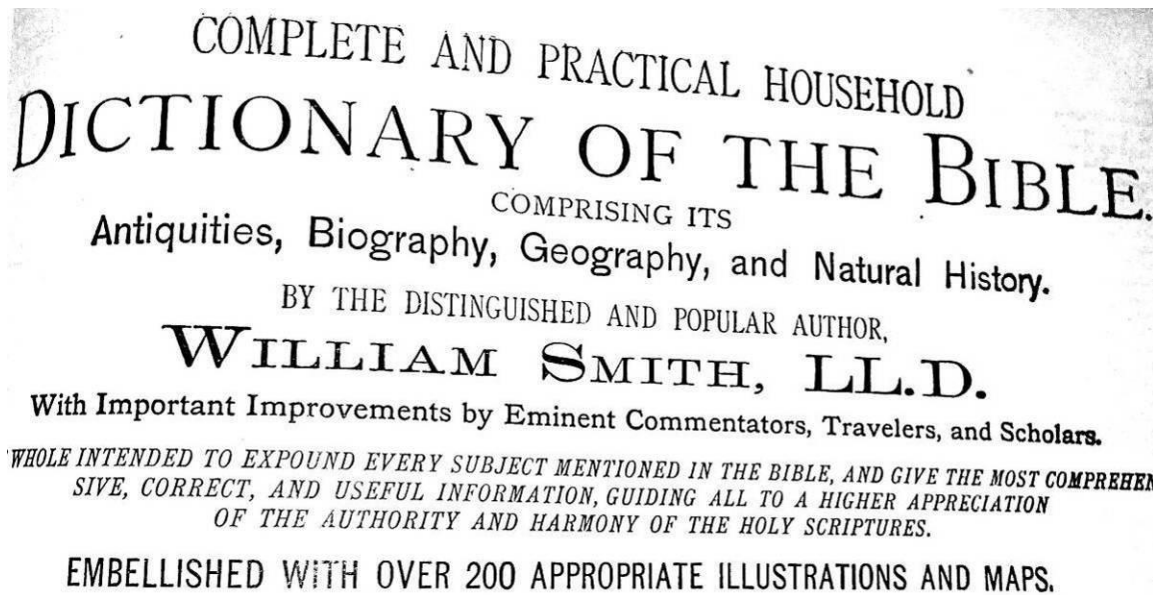 COMPLETE AND PRACTICAL HOUSEHOLD
DICTIONARY OF THE BIBLE.
COMPRISING ITS
Antiquities, Biography, Geography, and Natural History.
BY THE DISTINGUISHED AND POPULAR AUTHOR,
WILLIAM SMITH, LL.D.
With Important Improvements by Eminent Commentators, Travelers, and Scholars.
WHOLE INTENDED TO EXPOUND EVERY SUBJECT MENTIONED IN THE BIBLE, AND GIVE THE MOST COMPREHEN
SIVE, CORRECT, AND USEFUL INFORMATION, GUIDING ALL TO A HIGHER APPRECIATION
OF THE AUTHORITY AND HARMONY OF THE HOLY SCRIPTURES.
EMBELLISHED WITH OVER 200 APPROPRIATE ILLUSTRATIONS AND MAPS.